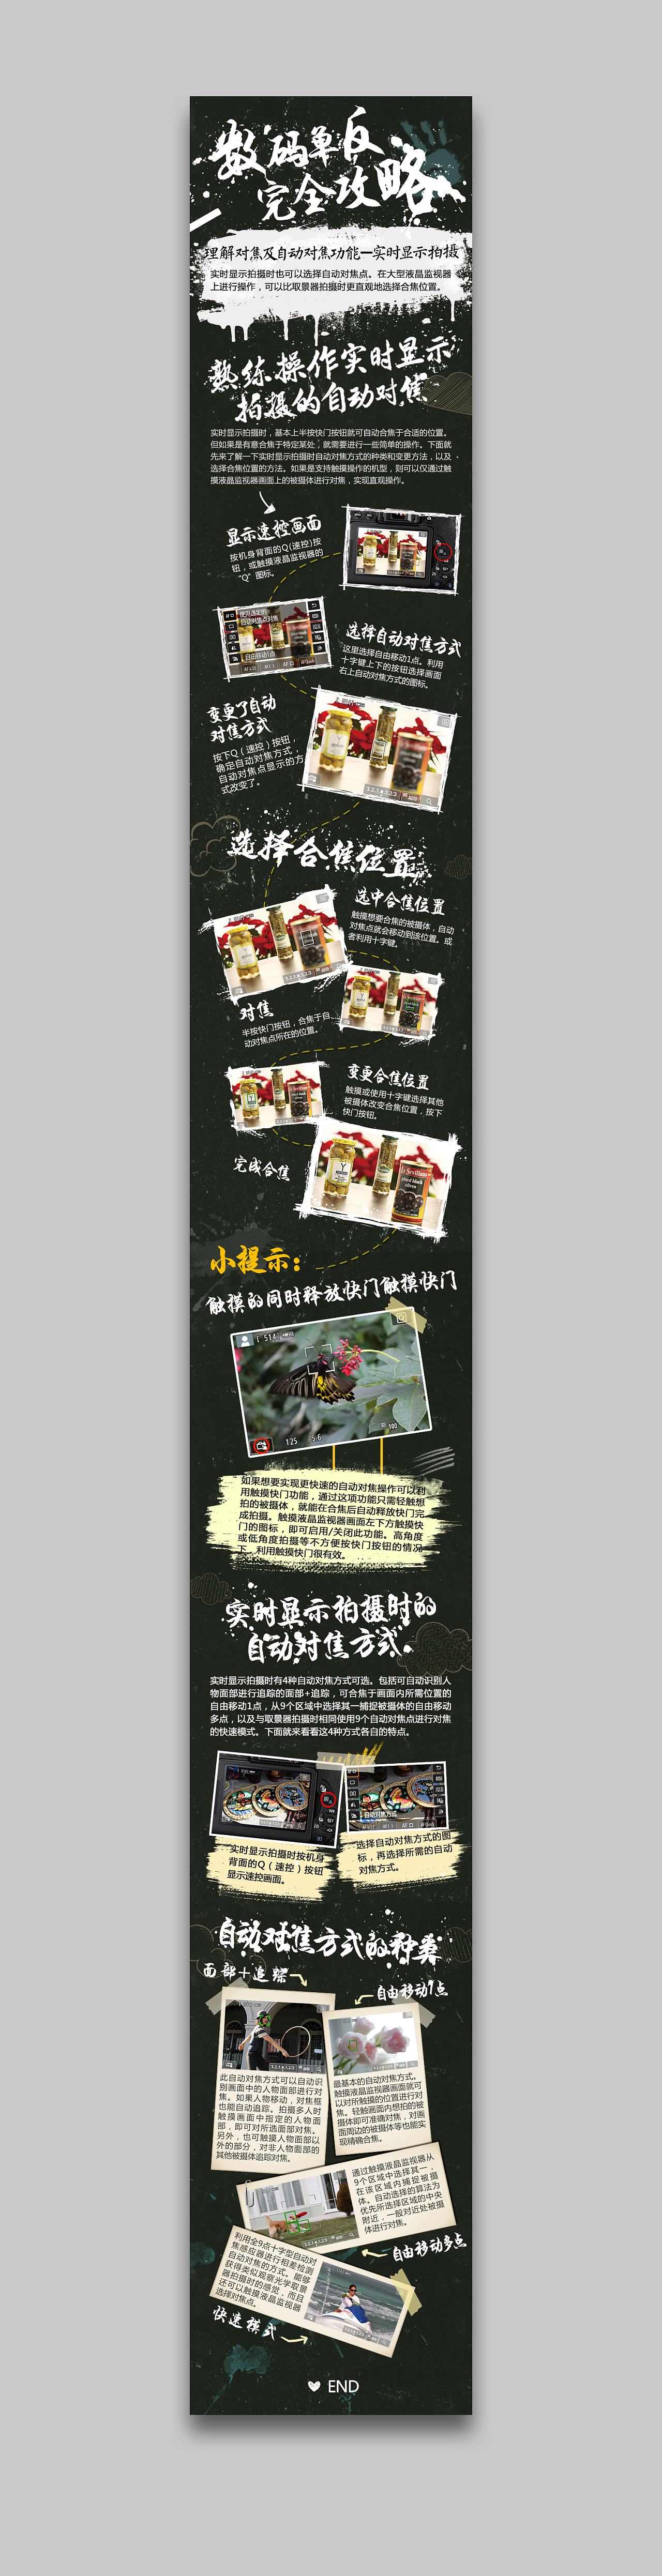 数码单反
完全攻略
理解对焦及自动对焦功能—实时显示拍摄
实时显示拍摄时也可以选择自动对焦点。在大型液晶监视器
上进行操作，可以比取景器拍摄时更直观地选择合焦位置。
熟练操作实时显示
拍摄的自动对焦
实时显示拍摄时，基本上半按快门按钮就可自动合焦于合适的位置。
但如果是有意合焦于特定某处，就需要进行一些简单的操作。下面就
先来了解一下实时显示拍摄时自动对焦方式的种类和变更方法，以及
选择合焦位置的方法。如果是支持触摸操作的机型，则可以仅通过触
摸液晶监视器画面上的被摄体进行对焦，实现直观操作。
显示速控画面
按机身背面的Q(速控)按
钮，或触摸液晶监视器的
“Q”图标。
选择自动对焦方式
这里选择自由移动1点。利用
十字键上下的按钮选择画面
右上自动对焦方式的图标。
变更了自动
对焦方式
按下Q（速控）按钮，
确定自动对焦方式，
自动对焦点显示的方
式改变了。
选择合焦位置
选中合焦位置
触摸想要合焦的被摄体，自动
对焦点就会移动到该位置。或
者利用十字键。
对焦
半按快门按钮，合焦于自
动对焦点所在的位置。
变更合焦位置
触摸或使用十字键选择其他
被摄体改变合焦位置，按下
快门按钮。
完成合焦
小提示：
触摸的同时释放快门触摸快门
[ 514]
125 5.6
100
如果想要实现更快速的自动对焦操作可以利
用触摸快门功能，通过这项功能只需轻触想
拍的被摄体，就能在合焦后自动释放快门完
成拍摄。触摸液晶监视器画面左下方触摸快
门的图标，即可启用/关闭此功能。高角度
或低角度拍摄等不方便按快门按钮的情况
下，利用触摸快门很有效。
实时显示拍摄时的
自动对焦方式
实时显示拍摄时有4种自动对焦方式可选。包括可自动识别人
物面部进行追踪的面部+追踪，可合焦于画面内所需位置的
自由移动1点，从9个区域中选择其一捕捉被摄体的自由移动
多点，以及与取景器拍摄时相同使用9个自动对焦点进行对焦
的快速模式。下面就来看看这4种方式各自的特点。
自动对焦方式
实时显示拍摄时按机身
背面的Q（速控）按钮
显示速控画面。
选择自动对焦方式的图
标，再选择所需的自动
对焦方式。
自动对焦方式的种类
面部＋追踪
自由移动1点
此自动对焦方式可以自动识
别画面中的人物面部进行对
焦。如果人物移动，对焦框
也能自动追踪。拍摄多人时
触摸画面中指定的人物面
部，即可对所选面部对焦。
另外，也可触摸人物面部以
外的部分，对非人物面部的
其他被摄体追踪对焦。
最基本的自动对焦方式。
触摸液晶监视器画面就可
以对所触摸的位置进行对
焦。轻触画面内想拍的被
摄体即可准确对焦，对画
面周边的被摄体等也能实
现精确合焦。
通过触摸液晶监视器从
9个区域中选择其一，
在该区域内捕捉被摄
体。自动选择的算法为
优先所选择区域的中央
附近，一般对近处被摄
体进行对焦。
自由移动多点
利用全9点十字型自动对
焦感应器进行相差检测
自动对焦的方式。能够
获得类似观察光学取景
器拍摄时的感觉，而且
还可以触摸液晶监视器
选择对焦点。
快速模式
END